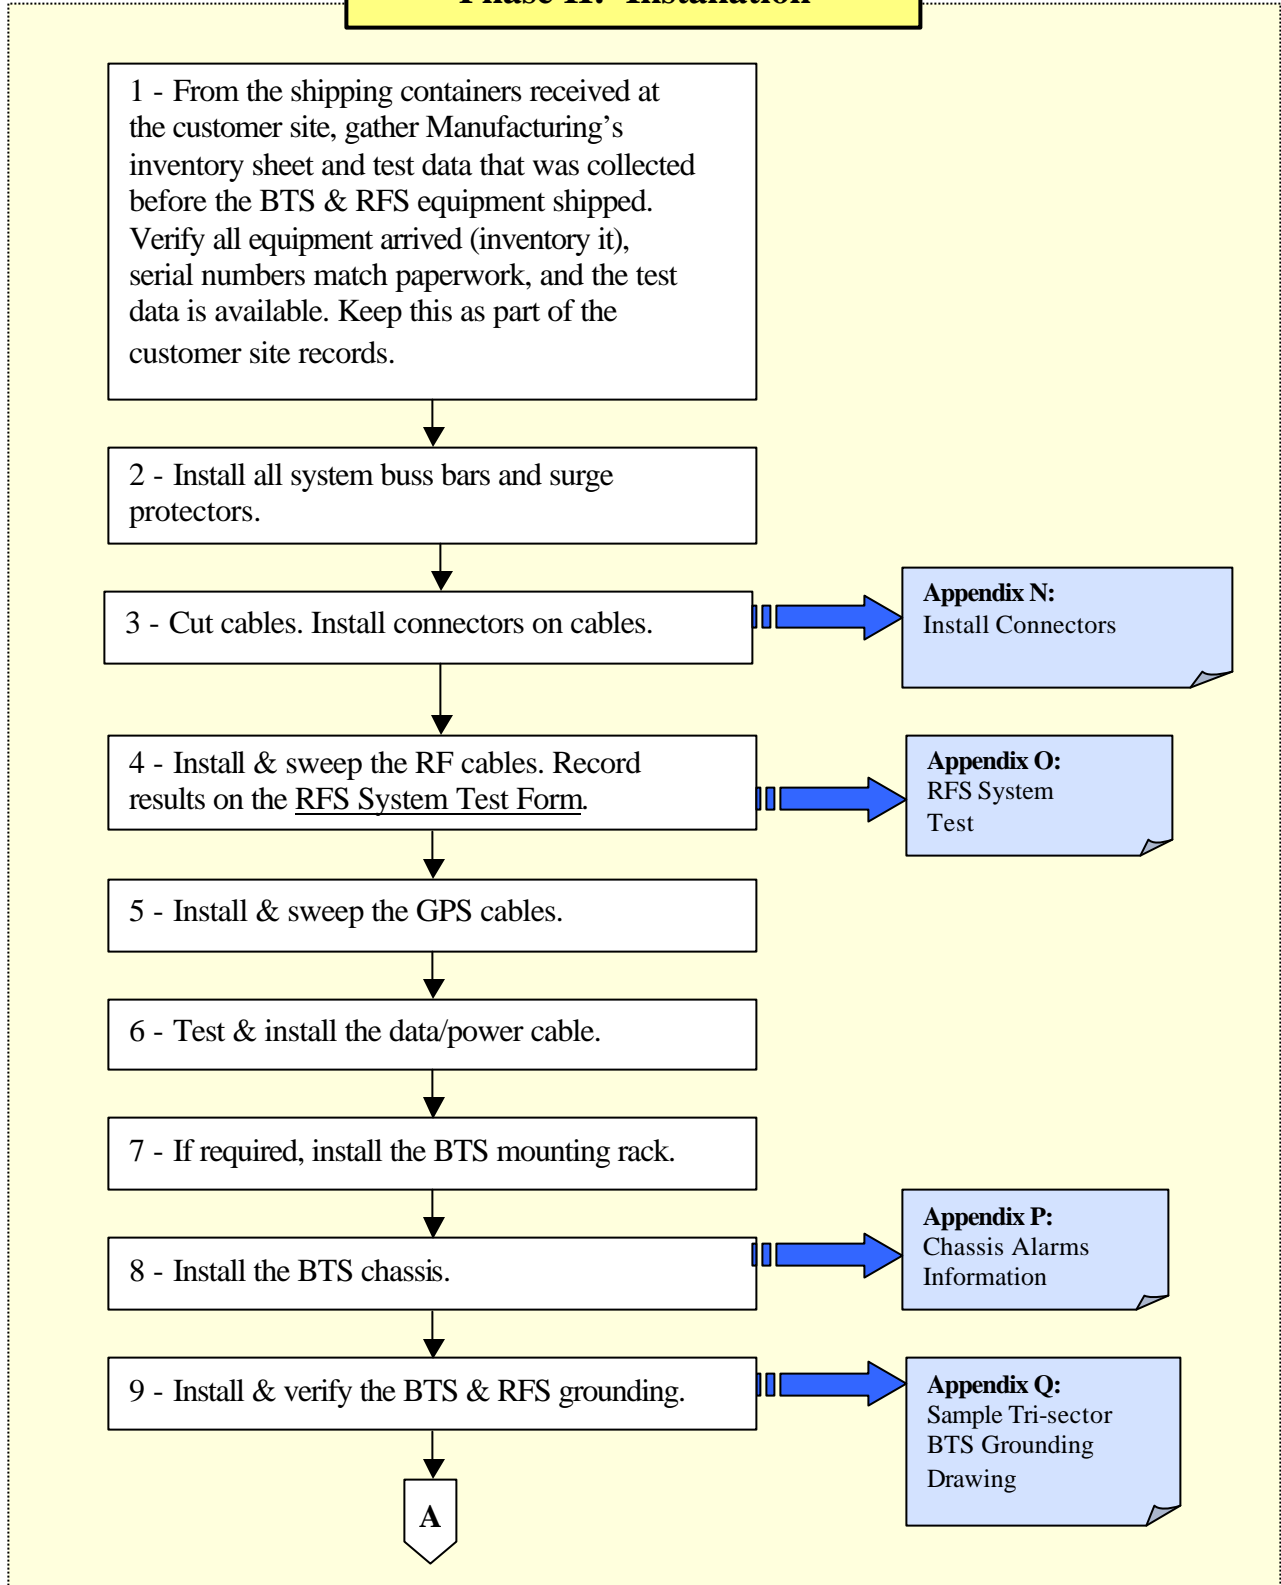 Phase II: Installation
1 - From the shipping containers received at
the customer site, gather Manufacturing's
inventory sheet and test data that was collected
before the BTS & RFS equipment shipped.
Verify all equipment arrived (inventory it),
serial numbers match paperwork, and the test
data is available. Keep this as part of the
customer site records.
2 - Install all system buss bars and surge
protectors.
3 - Cut cables. Install connectors on cables.
Appendix N:
Install Connectors
4 - Install & sweep the RF cables. Record
results on the RFS System Test Form.
Appendix O:
RFS System
Test
5 - Install & sweep the GPS cables.
6 - Test & install the data/power cable.
7 - If required, install the BTS mounting rack.
8 - Install the BTS chassis.
Appendix P:
Chassis Alarms
Information
9 - Install & verify the BTS & RFS grounding.
Appendix Q:
Sample Tri-sector
BTS Grounding
Drawing
A